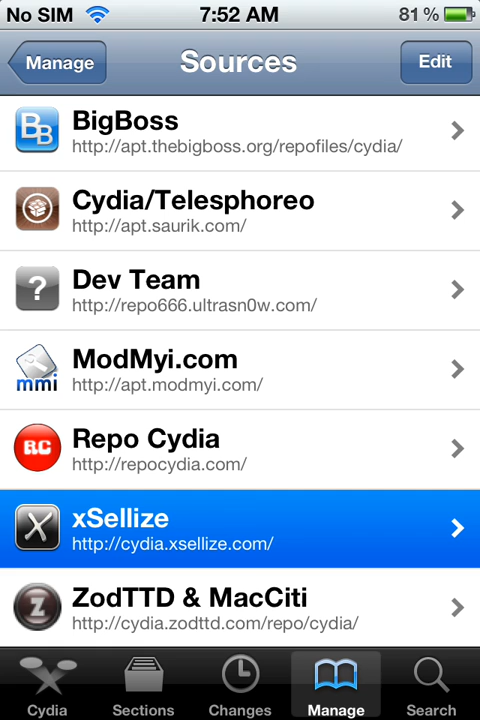 No SIM 7:52 AM 81 %
Manage Sources Edit
BB BigBoss
http://apt.thebigboss.org/repofiles/cydia/
Cydia/Telesphoreo
http://apt.saurik.com/
? Dev Team
http://repo666.ultrasn0w.com/
ModMyi.com
mmi http://apt.modmyi.com/
RC Repo Cydia
http://repocydia.com/
X xSellize
http://cydia.xsellize.com/
Z ZodTTD & MacCiti
http://cydia.zodttd.com/repo/cydia/
Cydia Sections Changes Manage Search